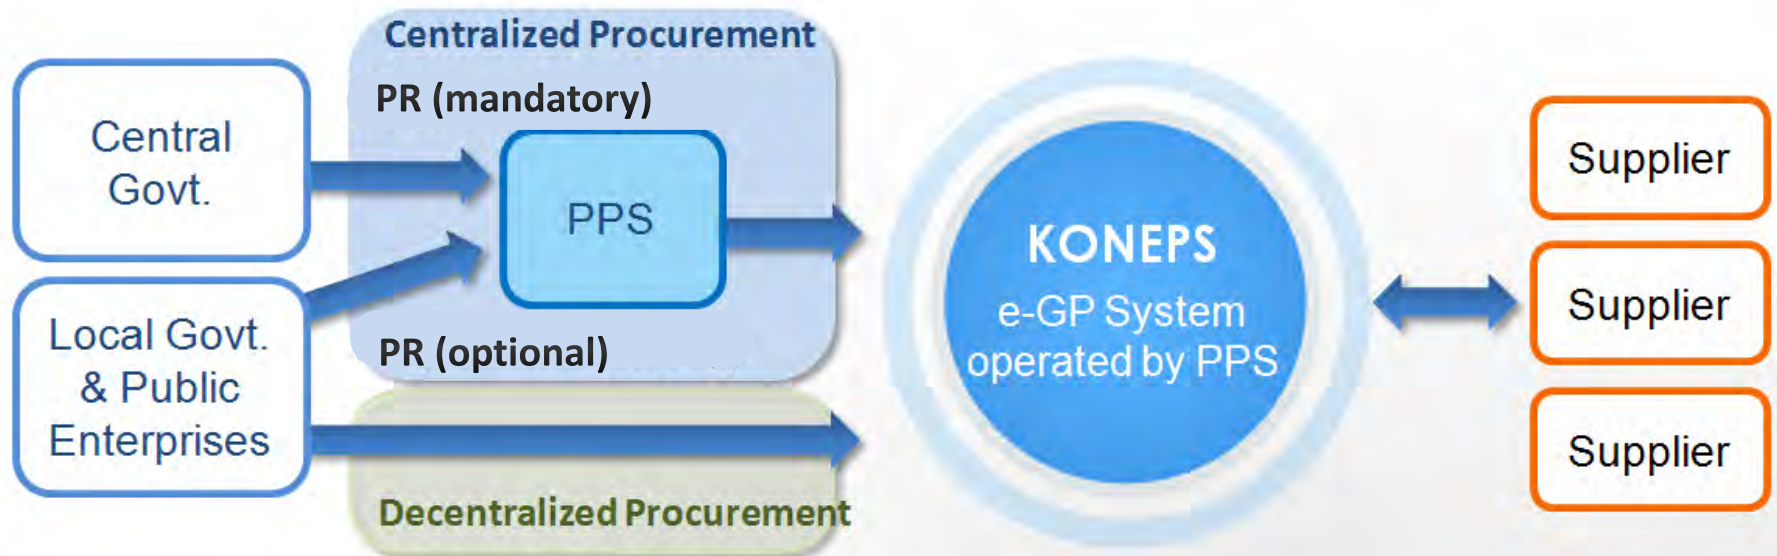 Centralized Procurement
PR (mandatory)
Central
Govt.
PPS
PR (optional)
Local Govt.
& Public
Enterprises
Decentralized Procurement
KONEPS
e-GP System
operated by PPS
Supplier
Supplier
Supplier